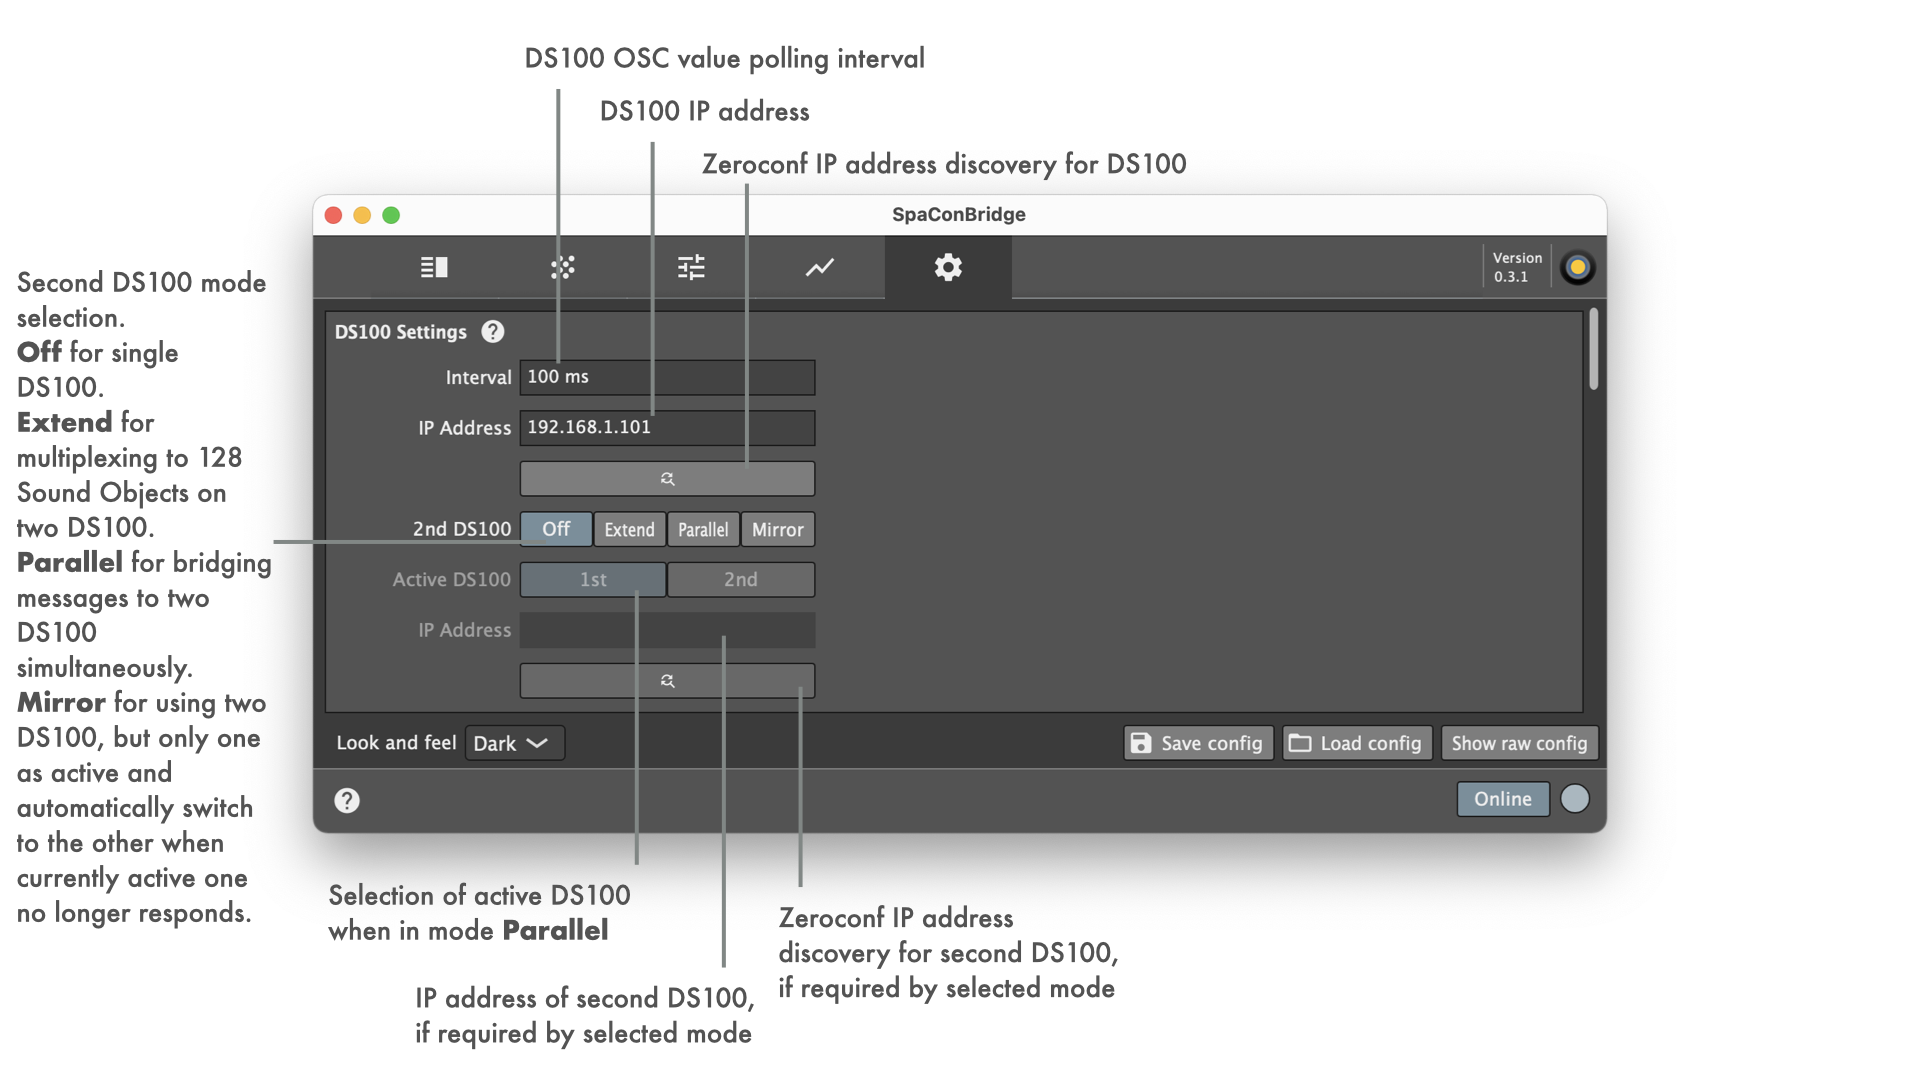 DS100 OSC value polling interval
DS100 IP address
Zeroconf IP address discovery for DS100
SpaConBridge
Version
0.3.1
Second DS100 mode
selection.
Off for single
DS100.
Extend for
multiplexing to 128
Sound Objects on
two DS100.
Parallel for bridging
messages to two
DS100
simultaneously.
Mirror for using two
DS100, but only one
as active and
automatically switch
to the other when
currently active one
no longer responds.
DS100 Settings ?
Interval 100 ms
IP Address 192.168.1.101
2nd DS100 Off Extend Parallel Mirror
Active DS100 1st 2nd
IP Address
Look and feel Dark Save config Load config Show raw config
? Online
Selection of active DS100
when in mode Parallel
IP address of second DS100,
if required by selected mode
Zeroconf IP address
discovery for second DS100,
if required by selected mode